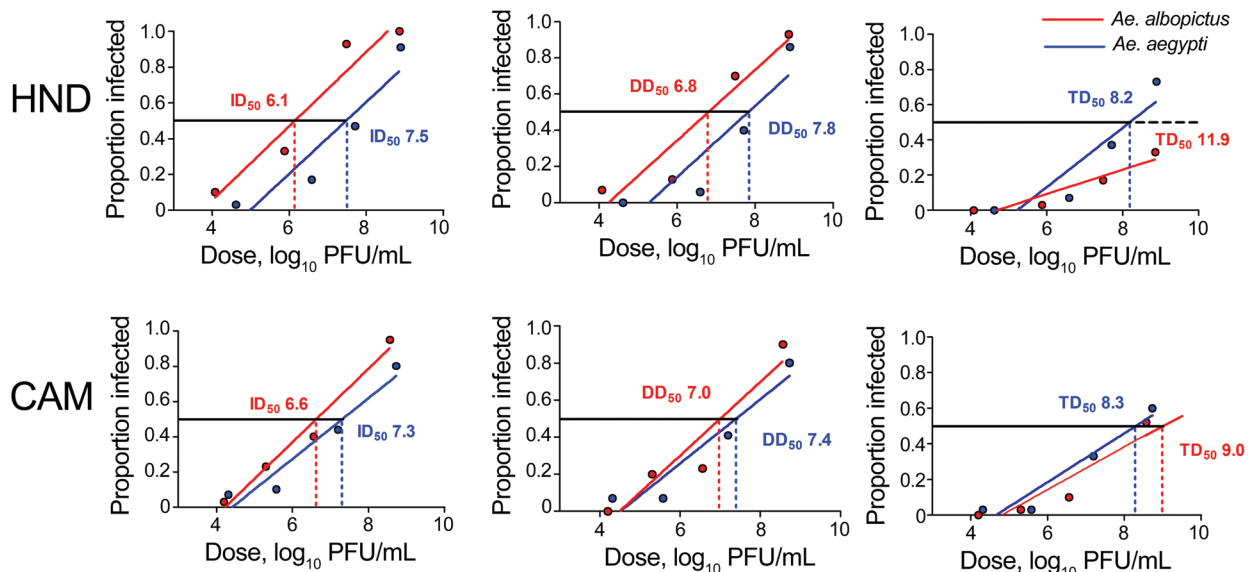 HND
Proportion infected
1.0
0.8
0.6
0.4
0.2
0
ID50 6.1
ID50 7.5
4
6
8
10
Dose, log10 PFU/mL
Proportion infected
1.0
0.8
0.6
0.4
0.2
0
DD50 6.8
DD50 7.8
4
6
8
10
Dose, log10 PFU/mL
Ae. albopictus
Ae. aegypti
Proportion infected
1.0
0.8
0.6
0.4
0.2
0
TD50 8.2
TD50 11.9
4
6
8
10
Dose, log10 PFU/mL
CAM
Proportion infected
1.0
0.8
0.6
0.4
0.2
0
ID50 6.6
ID50 7.3
4
6
8
10
Dose, log10 PFU/mL
Proportion infected
1.0
0.8
0.6
0.4
0.2
0
DD50 7.0
DD50 7.4
4
6
8
10
Dose, log10 PFU/mL
Proportion infected
1.0
0.8
0.6
0.4
0.2
0
TD50 8.3
TD50 9.0
4
6
8
10
Dose, log10 PFU/mL